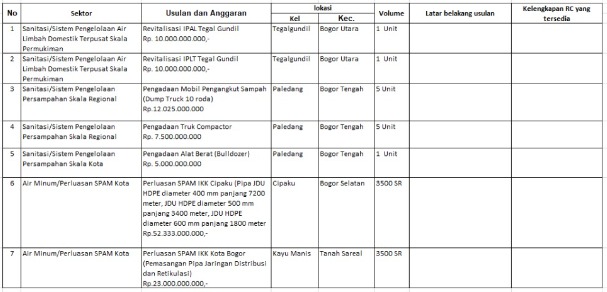 No Sektor Usulan dan Anggaran lokasi Volume Latar belakang usulan Kelengkapan RC yang
Kel Kec. tersedia
1 Sanitasi/Sistem Pengelolaan Air Revitalisasi IPAL Tegal Gundil Tegalgundil Bogor Utara 1 Unit
Limbah Domestik Terpusat Skala Rp. 10.000.000.000,-
Permukiman
2 Sanitasi/Sistem Pengelolaan Air Revitalisasi IPLT Tegal Gundil Tegalgundil Bogor Utara 1 Unit
Limbah Domestik Terpusat Skala Rp. 10.000.000.000,-
Permukiman
3 Sanitasi/Sistem Pengelolaan Pengadaan Mobil Pengangkut Sampah Paledang Bogor Tengah 5 Unit
Persampahan Skala Regional (Dump Truck 10 roda)
Rp.12.025.000.000
4 Sanitasi/Sistem Pengelolaan Pengadaan Truk Compactor Paledang Bogor Tengah 5 Unit
Persampahan Skala Regional Rp. 7.500.000.000
5 Sanitasi/Sistem Pengelolaan Pengadaan Alat Berat (Bulldozer) Paledang Bogor Tengah 1 Unit
Persampahan Skala Kota Rp. 5.000.000.000
6 Air Minum/Perluasan SPAM Kota Perluasan SPAM IKK Cipaku (Pipa JDU Cipaku Bogor Selatan 3500 SR
HDPE diameter 400 mm panjang 7200
meter, JDU HDPE diameter 500 mm
panjang 3400 meter, JDU HDPE
diameter 600 mm panjang 1800 meter
Rp.52.333.000.000,-
7 Air Minum/Perluasan SPAM Kota Perluasan SPAM IKK Kota Bogor Kayu Manis Tanah Sareal 3500 SR
(Pemasangan Pipa Jaringan Distribusi
dan Retikulasi)
Rp.23.000.000.000,-